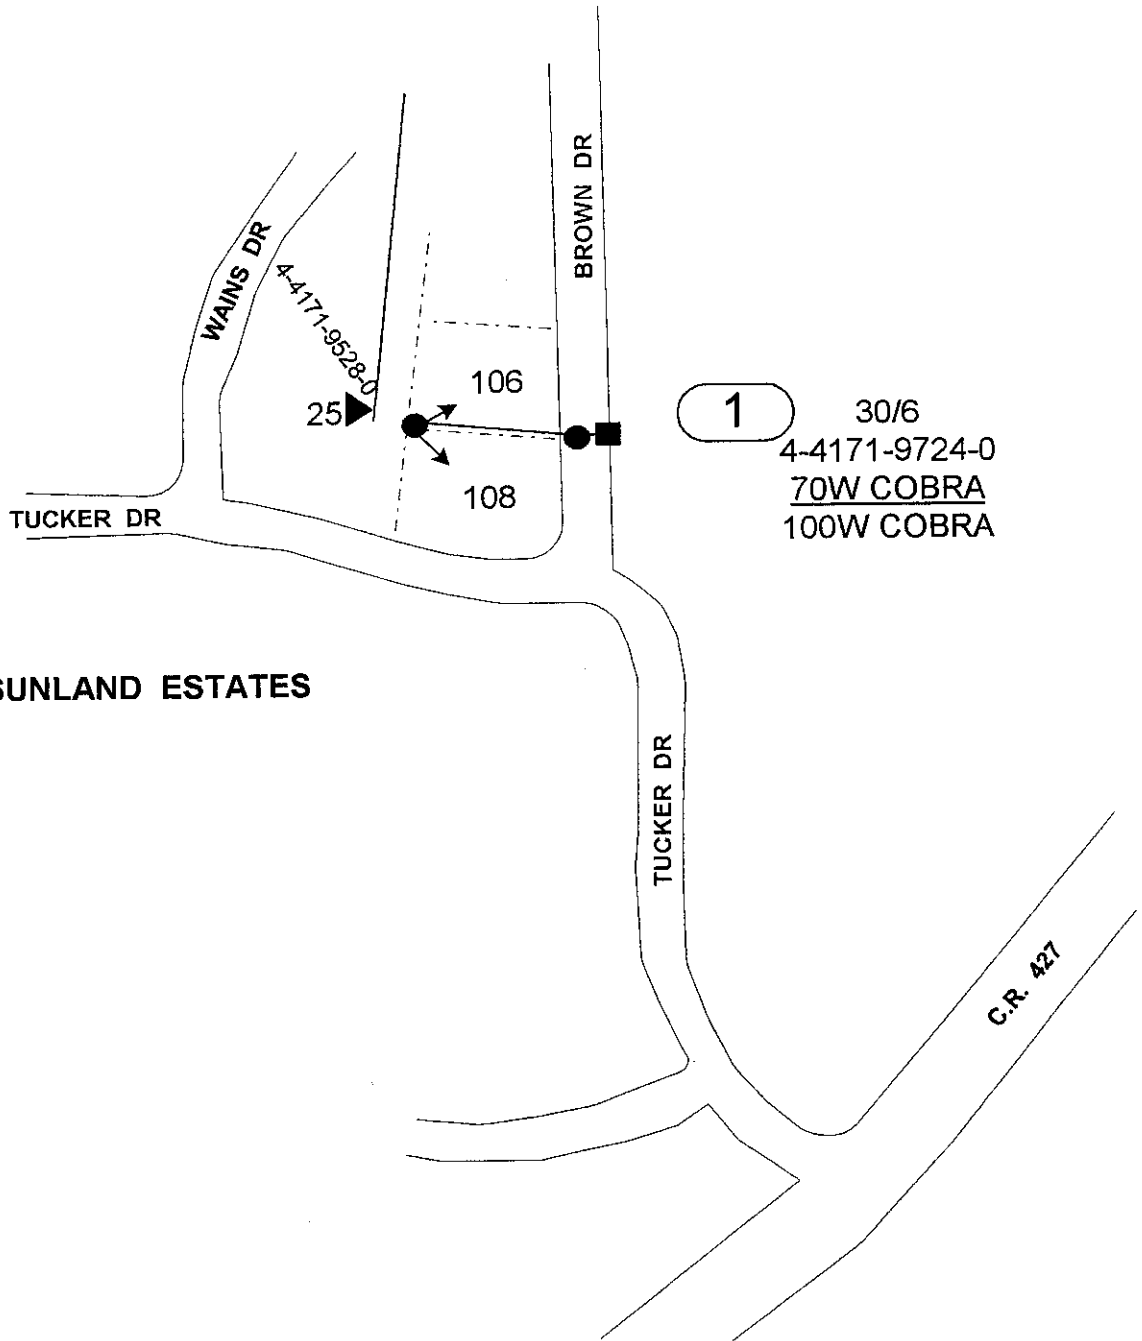 BROWN DR
WAINS DR
4-4171-9528-0
106
25
1
30/6
4-4171-9724-0
70W COBRA
100W COBRA
108
TUCKER DR
SUNLAND ESTATES
TUCKER DR
C.R. 427